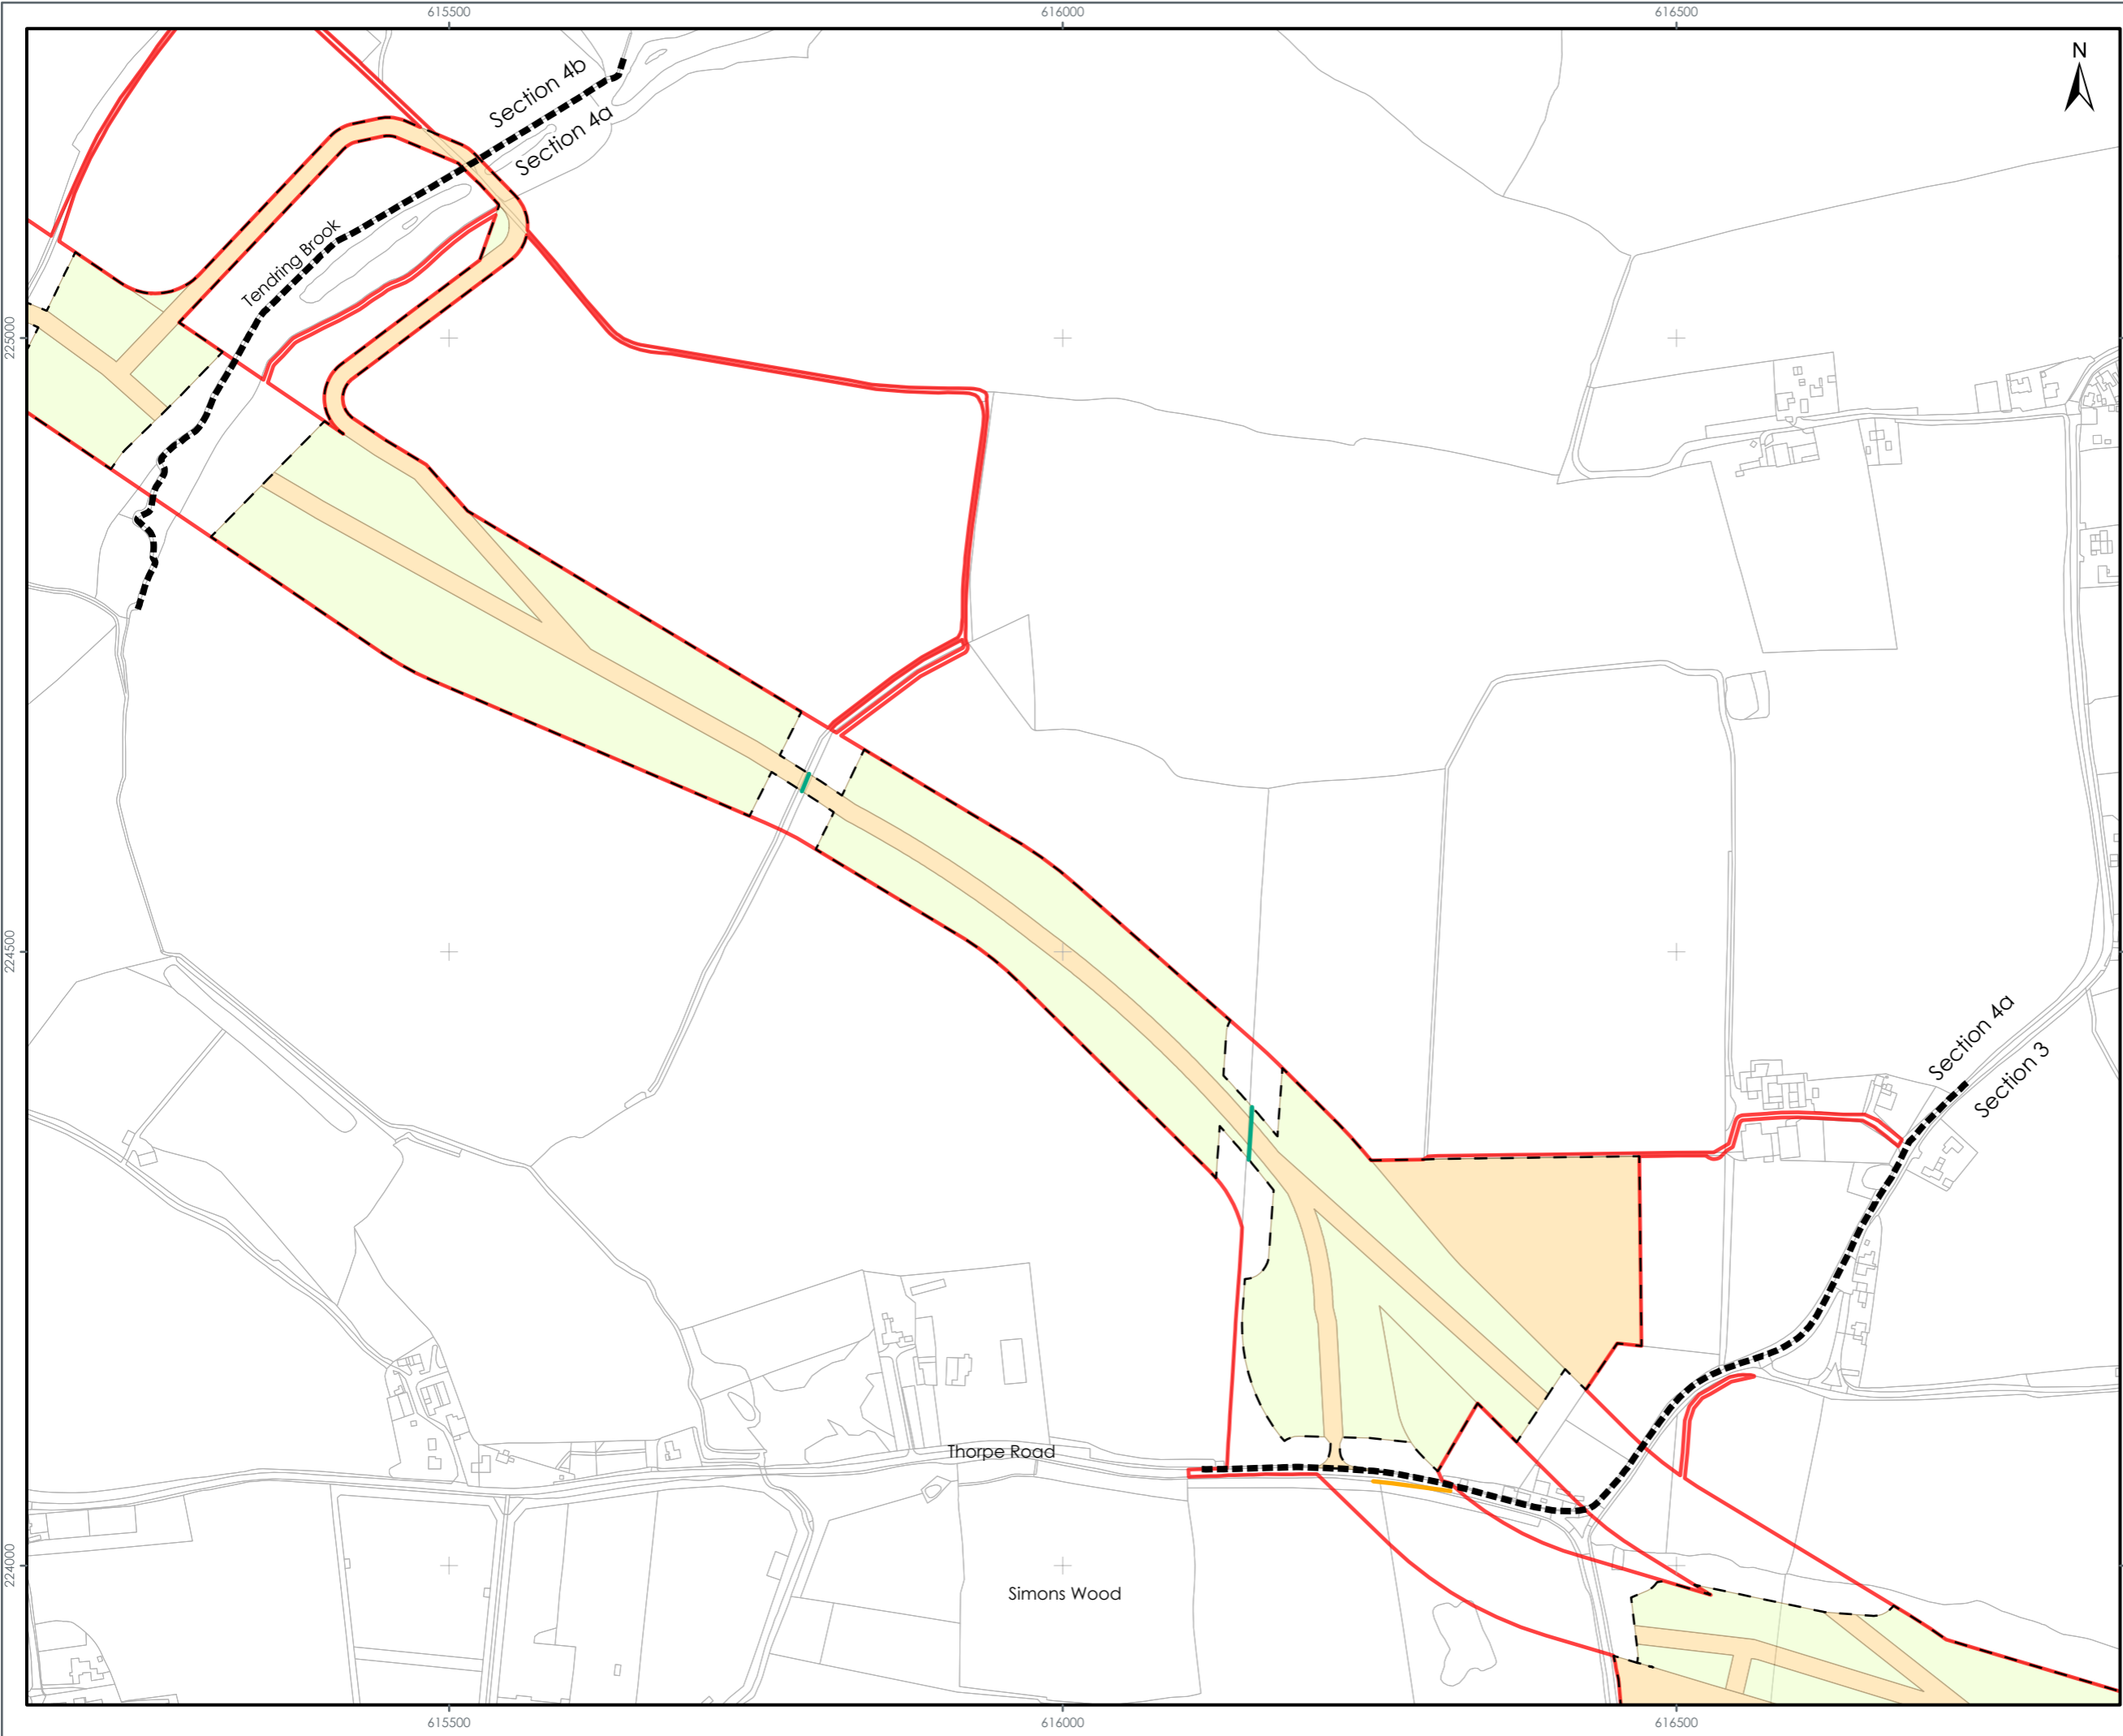 615500
616000
616500
N
Section 4b
Section 4a
Tendring Brook
225000
224500
Section 4a
Section 3
Thorpe Road
224000
Simons Wood
615500
616000
616500